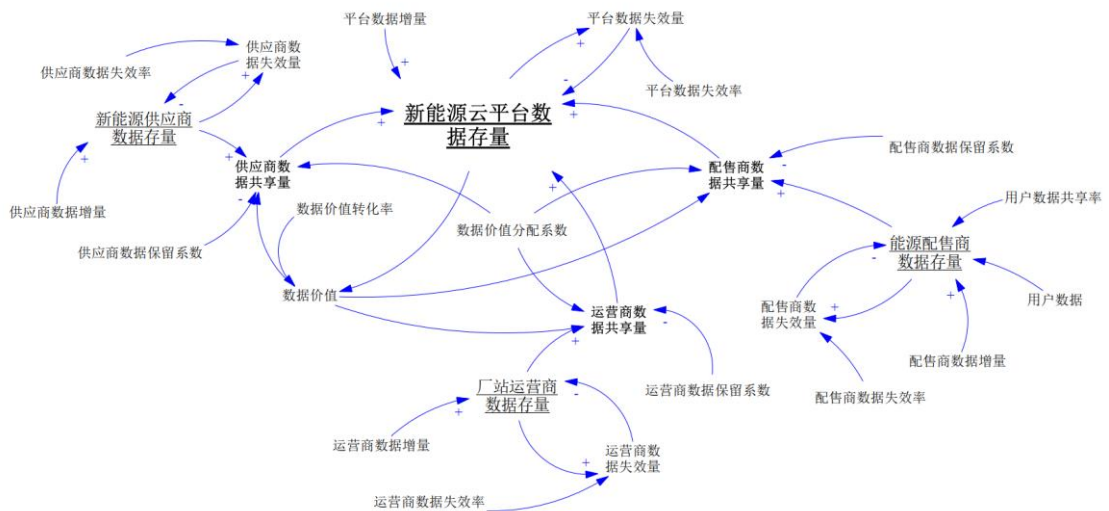 平台数据增量
平台数据失效量
供应商数
据失效量
供应商数据失效率
平台数据失效率
新能源供应商
数据存量
新能源云平台数
据存量
供应商数
据共享量
配售商数
据共享量
配售商数据保留系数
供应商数据增量
数据价值转化率
用户数据共享率
供应商数据保留系数
数据价值分配系数
能源配售商
数据存量
数据价值
用户数据
运营商数
据共享量
配售商数
据失效量
配售商数据增量
厂站运营商
数据存量
运营商数据保留系数
配售商数据失效率
运营商数据增量
运营商数
据失效量
运营商数据失效率